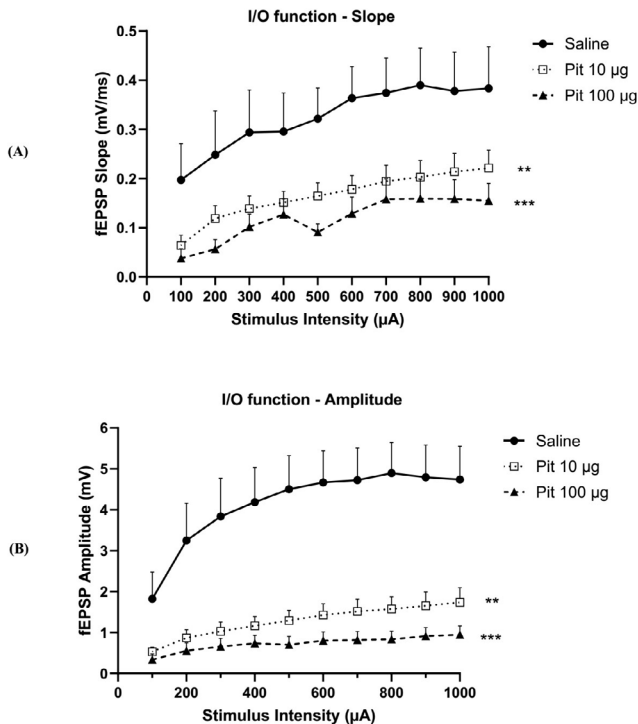 (A)
I/O function - Slope
fEPSP Slope (mV/ms)
0.5
0.4
0.3
0.2
0.1
0.0
0 100 200 300 400 500 600 700 800 900 1000
Stimulus Intensity (µA)
Saline
Pit 10 µg
Pit 100 µg
**
***
(B)
I/O function - Amplitude
fEPSP Amplitude (mV)
6
5
4
3
2
1
0
0 200 400 600 800 1000
Stimulus Intensity (µA)
Saline
Pit 10 µg
Pit 100 µg
**
***